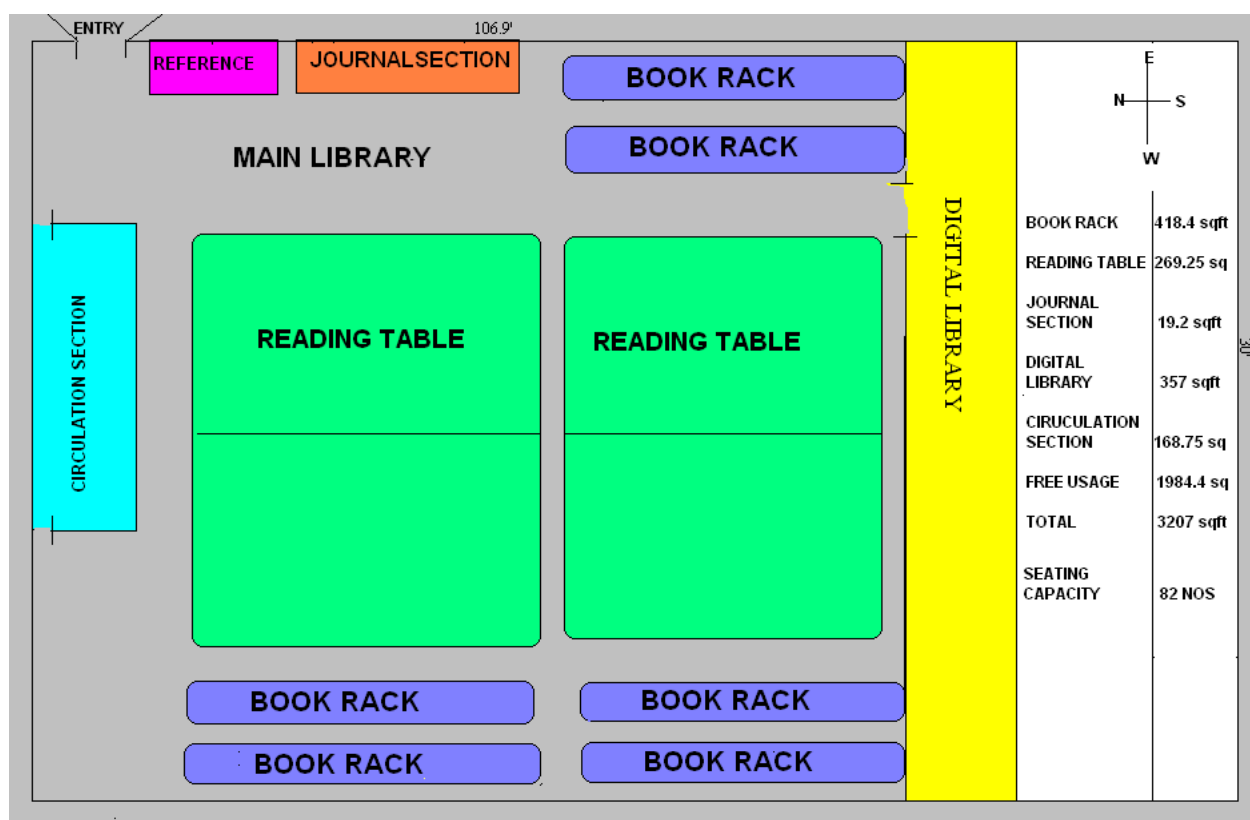 ENTRY
106.9'
REFERENCE
JOURNALSECTION
BOOK RACK
BOOK RACK
MAIN LIBRARY
CIRCULATION SECTION
READING TABLE
READING TABLE
DIGITAL LIBRARY
BOOK RACK
BOOK RACK
BOOK RACK
BOOK RACK
E
N S
W
BOOK RACK 418.4 sqft
READING TABLE 269.25 sq
JOURNAL
SECTION 19.2 sqft
DIGITAL
LIBRARY 357 sqft
CIRUCULATION
SECTION 168.75 sq
FREE USAGE 1984.4 sq
TOTAL 3207 sqft
SEATING
CAPACITY 82 NOS
30'